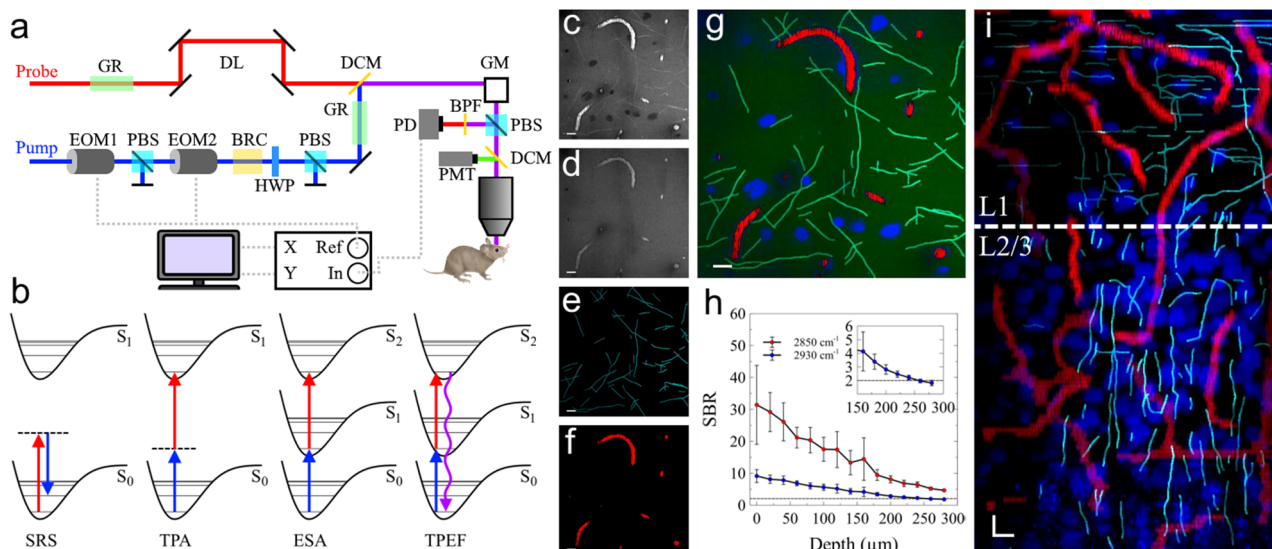 a
GR
DL
DCM
GM
Probe
GR
PD
BPF
PBS
EOM1
PBS
EOM2
BRC
PBS
Pump
HWP
PMT
DCM
X
Ref
Y
In
b
S1
S1
S2
S2
S1
S1
S0
S0
S0
S0
SRS
TPA
ESA
TPEF
c
d
e
f
g
h
SBR
60
50
40
30
20
10
0
2850 cm⁻¹
2930 cm⁻¹
6
5
4
3
2
1
150
200
250
300
0
50
100
150
200
250
300
Depth (μm)
i
L1
L2/3